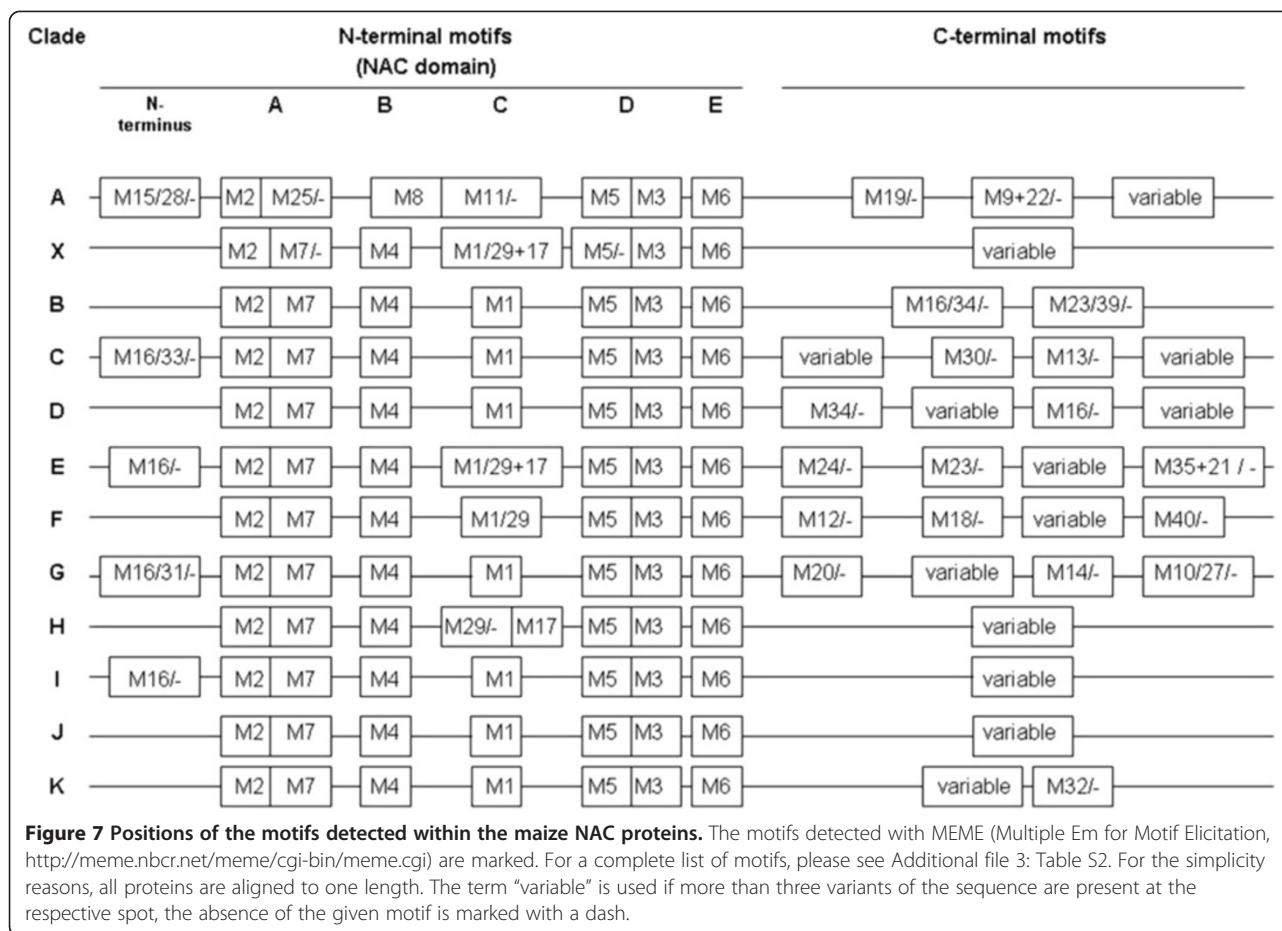 Clade N-terminal motifs C-terminal motifs
(NAC domain)
N- A B C D E
terminus
A M15/28/- M2 M25/- M8 M11/- M5 M3 M6 M19/- M9+22/- variable
X M2 M7/- M4 M1/29+17 M5/- M3 M6 variable
B M2 M7 M4 M1 M5 M3 M6 M16/34/- M23/39/-
C M16/33/- M2 M7 M4 M1 M5 M3 M6 variable M30/- M13/- variable
D M2 M7 M4 M1 M5 M3 M6 M34/- variable M16/- variable
E M16/- M2 M7 M4 M1/29+17 M5 M3 M6 M24/- M23/- variable M35+21 / -
F M2 M7 M4 M1/29 M5 M3 M6 M12/- M18/- variable M40/-
G M16/31/- M2 M7 M4 M1 M5 M3 M6 M20/- variable M14/- M10/27/-
H M2 M7 M4 M29/- M17 M5 M3 M6 variable
I M16/- M2 M7 M4 M1 M5 M3 M6 variable
J M2 M7 M4 M1 M5 M3 M6 variable
K M2 M7 M4 M1 M5 M3 M6 variable M32/-
Figure 7 Positions of the motifs detected within the maize NAC proteins. The motifs detected with MEME (Multiple Em for Motif Elicitation,
http://meme.nbcr.net/meme/cgi-bin/meme.cgi) are marked. For a complete list of motifs, please see Additional file 3: Table S2. For the simplicity
reasons, all proteins are aligned to one length. The term “variable” is used if more than three variants of the sequence are present at the
respective spot, the absence of the given motif is marked with a dash.